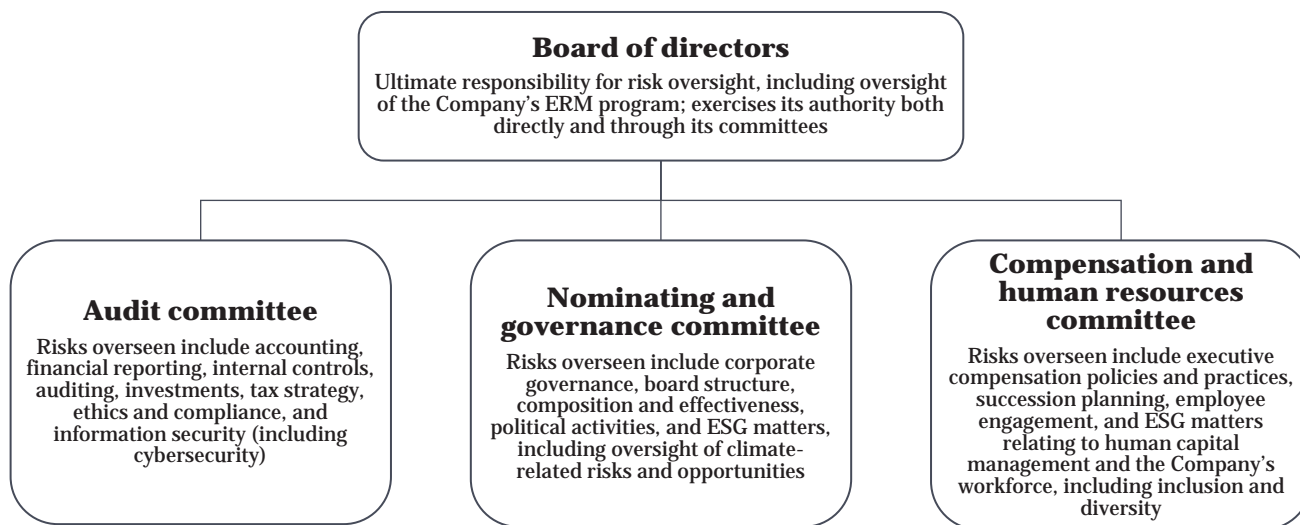 Board of directors
Ultimate responsibility for risk oversight, including oversight
of the Company's ERM program; exercises its authority both
directly and through its committees
Audit committee
Risks overseen include accounting,
financial reporting, internal controls,
auditing, investments, tax strategy,
ethics and compliance, and
information security (including
cybersecurity)
Nominating and
governance committee
Risks overseen include corporate
governance, board structure,
composition and effectiveness,
political activities, and ESG matters,
including oversight of climate-
related risks and opportunities
Compensation and
human resources
committee
Risks overseen include executive
compensation policies and practices,
succession planning, employee
engagement, and ESG matters
relating to human capital
management and the Company's
workforce, including inclusion and
diversity